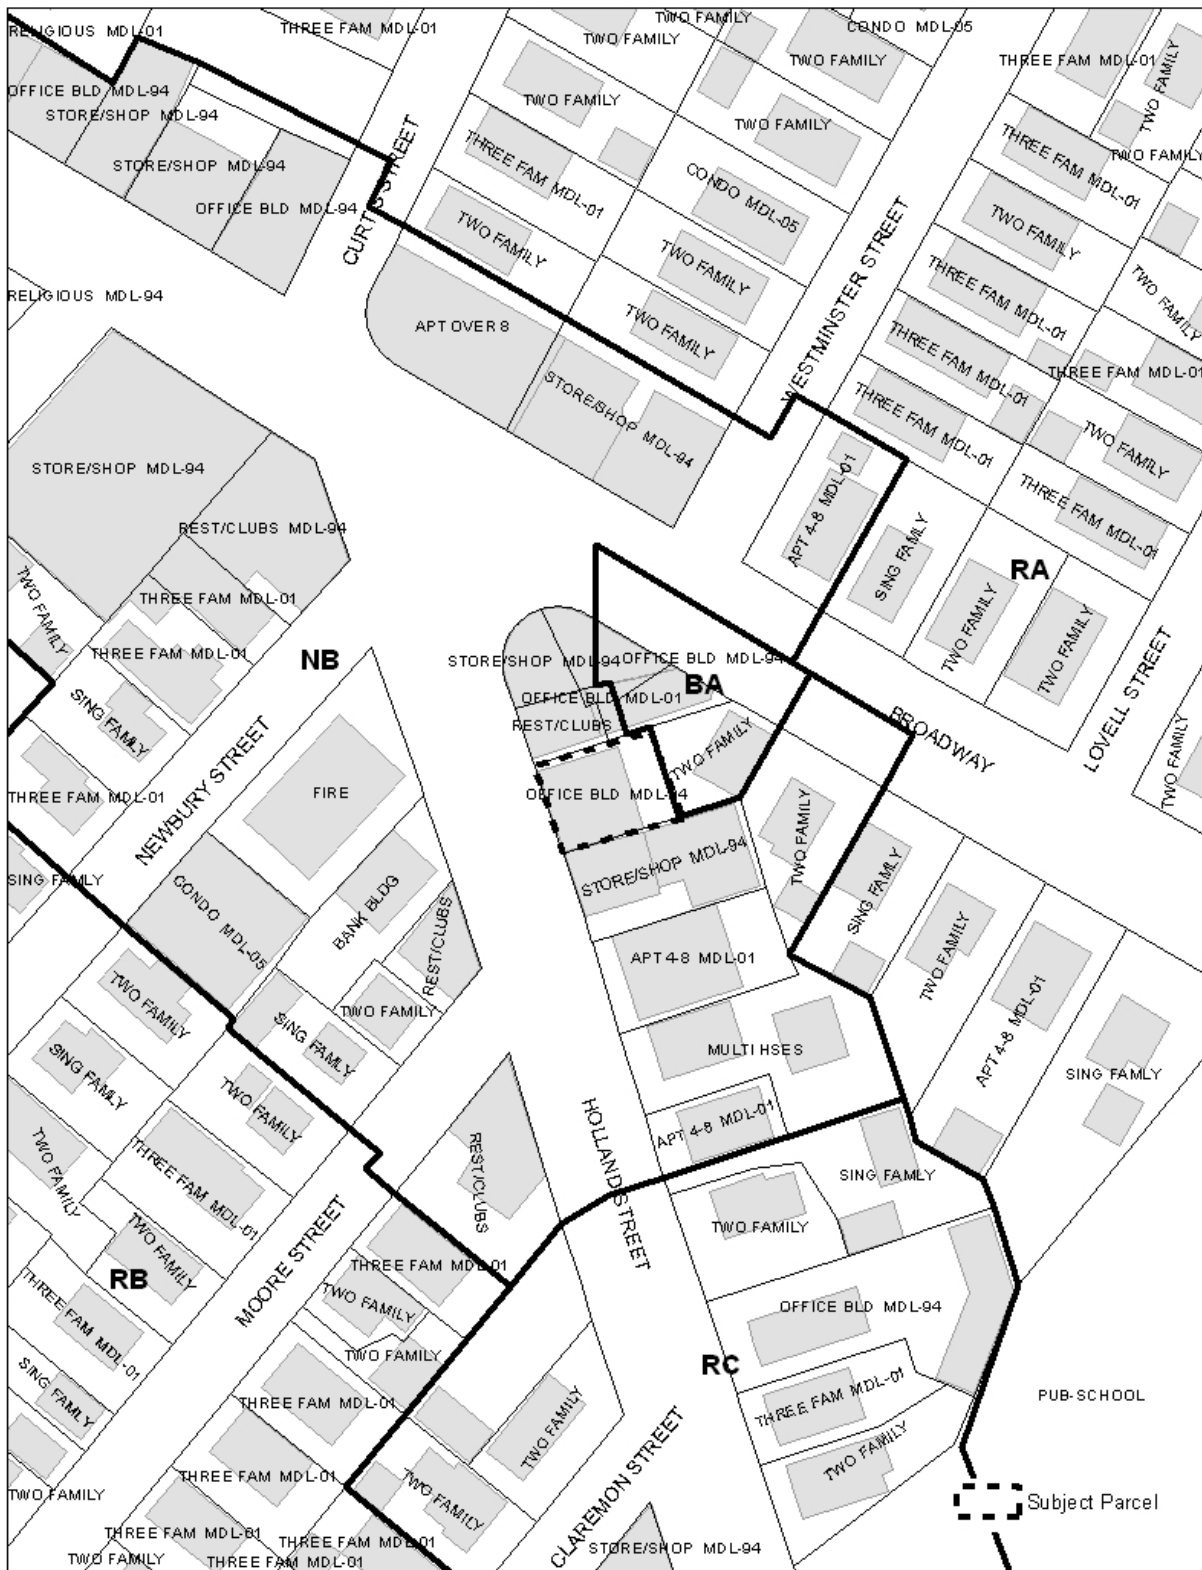 RELIGIOUS MDL-01
THREE FAM MDL-01
TWO FAMILY
TWO FAMILY
CONDO MDL-05
TWO FAMILY
THREE FAM MDL-01
TWO FAMILY
OFFICE BLD MDL-94
STORE/SHOP MDL-94
TWO FAMILY
TWO FAMILY
THREE FAM MDL-01
TWO FAMILY
STORE/SHOP MDL-94
THREE FAM MDL-01
CONDO MDL-05
TWO FAMILY
OFFICE BLD MDL-94
CURTIS STREET
TWO FAMILY
TWO FAMILY
WESTMINSTER STREET
THREE FAM MDL-01
TWO FAMILY
RELIGIOUS MDL-94
APT OVER 8
TWO FAMILY
THREE FAM MDL-01
THREE FAM MDL-01
STORE/SHOP MDL-94
THREE FAM MDL-01
TWO FAMILY
STORE/SHOP MDL-94
APT 4-8 MDL-01
THREE FAM MDL-01
REST/CLUBS MDL-94
SING FAMLY
RA
TWO FAMILY
TWO FAMILY
TWO FAMILY
THREE FAM MDL-01
THREE FAM MDL-01
NB
STORE/SHOP MDL-94
OFFICE BLD MDL-94
BA
OFFICE BLD MDL-01
REST/CLUBS
LOVELL STREET
TWO FAMILY
SING FAMLY
BROADWAY
TWO FAMILY
THREE FAM MDL-01
NEWBURY STREET
FIRE
OFFICE BLD MDL-94
TWO FAMILY
STORE/SHOP MDL-94
SING FAMLY
SING FAMLY
CONDO MDL-05
BANK BLDG
REST/CLUBS
TWO FAMILY
APT 4-8 MDL-01
TWO FAMILY
TWO FAMILY
SING FAMLY
APT 4-8 MDL-01
SING FAMLY
TWO FAMILY
MULTI HSES
SING FAMLY
TWO FAMILY
THREE FAM MDL-01
REST/CLUBS
HOLLAND STREET
APT 4-8 MDL-01
SING FAMLY
TWO FAMILY
TWO FAMILY
RB
MOORE STREET
THREE FAM MDL-01
TWO FAMILY
THREE FAM MDL-01
OFFICE BLD MDL-94
TWO FAMILY
RC
SING FAMLY
THREE FAM MDL-01
THREE FAM MDL-01
PUB-SCHOOL
TWO FAMILY
TWO FAMILY
THREE FAM MDL-01
TWO FAMILY
CLAREMON STREET
TWO FAMILY
Subject Parcel
THREE FAM MDL-01
THREE FAM MDL-01
STORE/SHOP MDL-94
TWO FAMILY
THREE FAM MDL-01